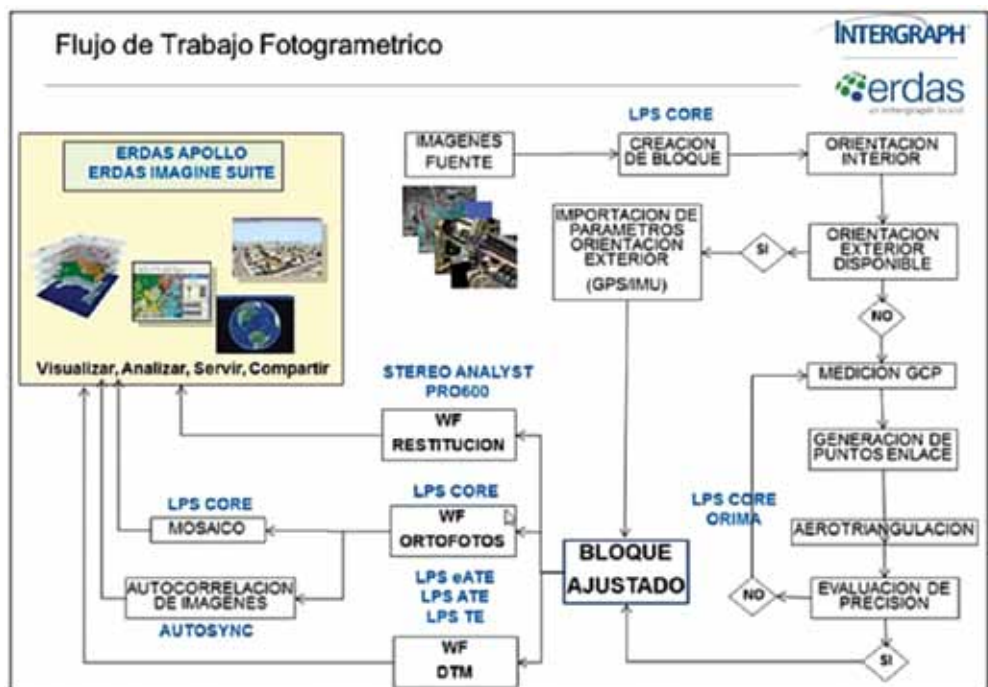 Flujo de Trabajo Fotogrametrico
INTERGRAPH
erdas
an Intergraph brand
ERDAS APOLLO
ERDAS IMAGINE SUITE
Visualizar, Analizar, Servir, Compartir
IMAGENES
FUENTE
LPS CORE
CREACION
DE BLOQUE
ORIENTACION
INTERIOR
IMPORTACION DE
PARAMETROS
ORIENTACION
EXTERIOR
(GPS/IMU)
SI
ORIENTACION
EXTERIOR
DISPONIBLE
NO
MEDICION GCP
GENERACION DE
PUNTOS ENLACE
LPS CORE
ORIMA
AEROTRIANGULACION
EVALUACION DE
PRECISION
NO
SI
BLOQUE
AJUSTADO
STEREO ANALYST
PRO600
WF
RESTITUCION
LPS CORE
WF
ORTOFOTOS
LPS CORE
MOSAICO
AUTOCORRELACION
DE IMAGENES
AUTOSYNC
LPS eATE
LPS ATE
LPS TE
WF
DTM